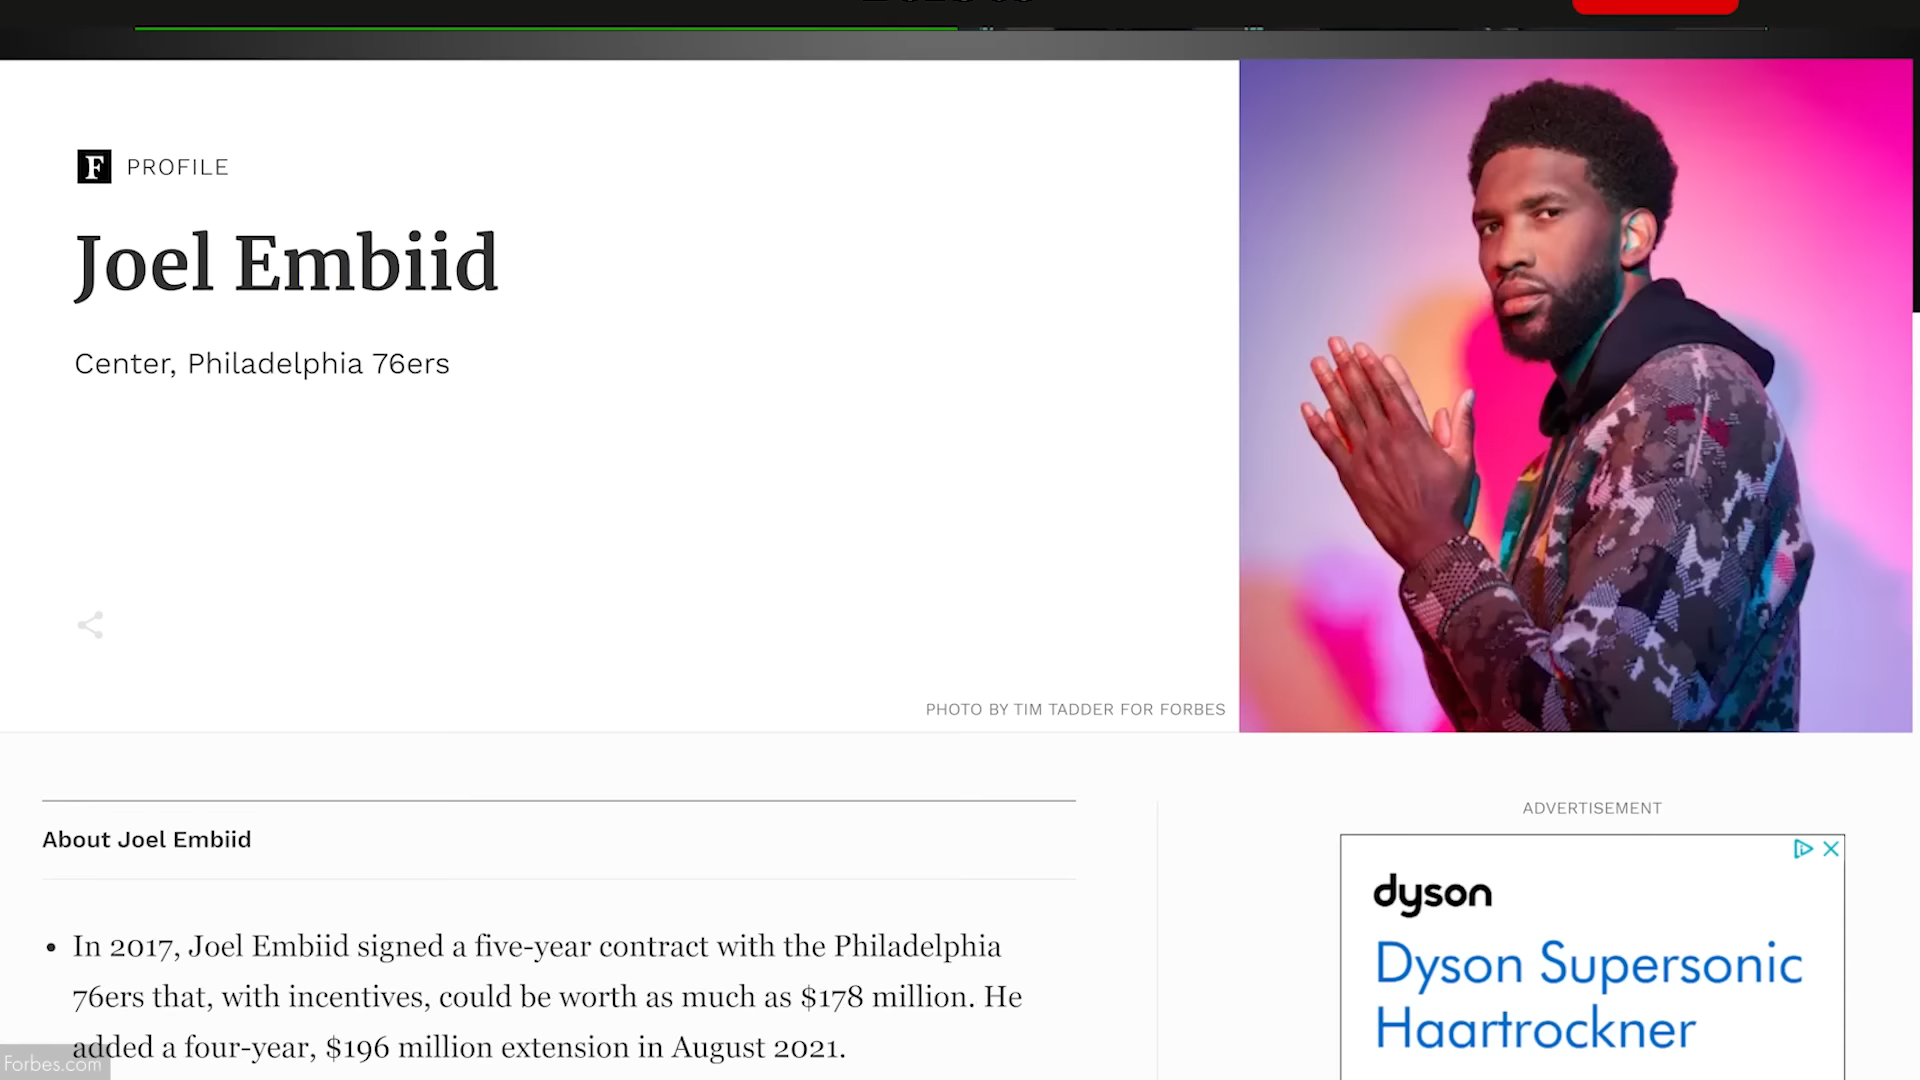 F PROFILE
Joel Embiid
Center, Philadelphia 76ers
PHOTO BY TIM TADDER FOR FORBES
About Joel Embiid
• In 2017, Joel Embiid signed a five-year contract with the Philadelphia
76ers that, with incentives, could be worth as much as $178 million. He
added a four-year, $196 million extension in August 2021.
ADVERTISEMENT
dyson
Dyson Supersonic
Haartrockner
Forbes.com